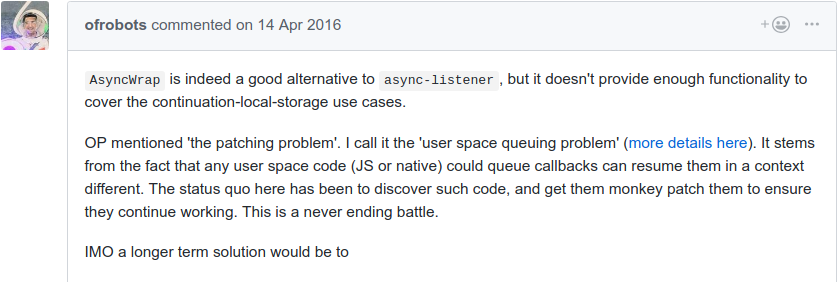 ofrobots commented on 14 Apr 2016
AsyncWrap is indeed a good alternative to async-listener, but it doesn't provide enough functionality to
cover the continuation-local-storage use cases.
OP mentioned 'the patching problem'. I call it the 'user space queuing problem' (more details here). It stems
from the fact that any user space code (JS or native) could queue callbacks can resume them in a context
different. The status quo here has been to discover such code, and get them monkey patch them to ensure
they continue working. This is a never ending battle.
IMO a longer term solution would be to